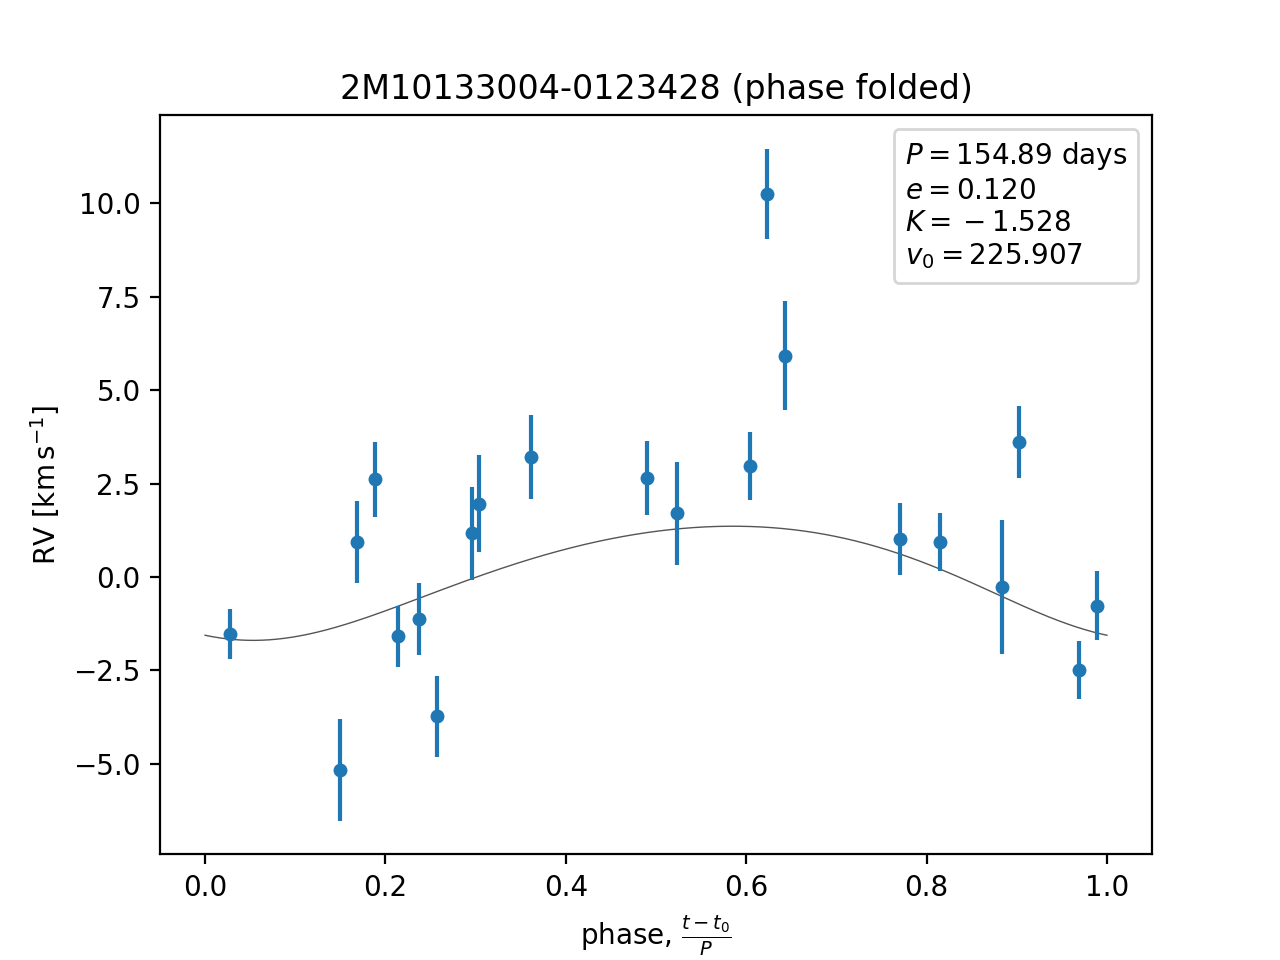 2M10133004-0123428 (phase folded)
P = 154.89 days
e = 0.120
K = −1.528
v₀ = 225.907
RV [km s⁻¹]
10.0
7.5
5.0
2.5
0.0
−2.5
−5.0
0.0 0.2 0.4 0.6 0.8 1.0
phase, (t − t₀)/P